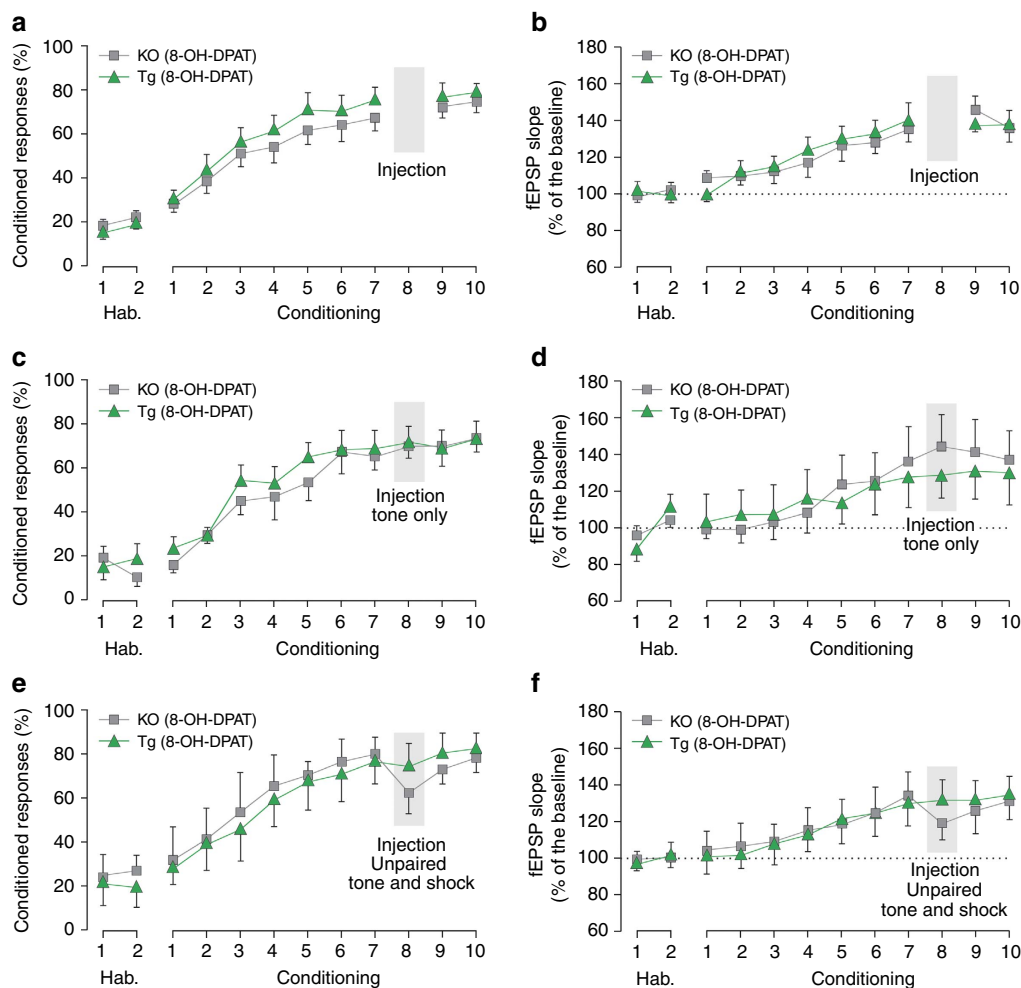 a
Conditioned responses (%)
100
80
60
40
20
0
KO (8-OH-DPAT)
Tg (8-OH-DPAT)
Injection
1 2 1 2 3 4 5 6 7 8 9 10
Hab. Conditioning
b
fEPSP slope
(% of the baseline)
180
160
140
120
100
80
60
KO (8-OH-DPAT)
Tg (8-OH-DPAT)
Injection
1 2 1 2 3 4 5 6 7 8 9 10
Hab. Conditioning
c
Conditioned responses (%)
100
80
60
40
20
0
KO (8-OH-DPAT)
Tg (8-OH-DPAT)
Injection
tone only
1 2 1 2 3 4 5 6 7 8 9 10
Hab. Conditioning
d
fEPSP slope
(% of the baseline)
180
160
140
120
100
80
60
KO (8-OH-DPAT)
Tg (8-OH-DPAT)
Injection
tone only
1 2 1 2 3 4 5 6 7 8 9 10
Hab. Conditioning
e
Conditioned responses (%)
100
80
60
40
20
0
KO (8-OH-DPAT)
Tg (8-OH-DPAT)
Injection
Unpaired
tone and shock
1 2 1 2 3 4 5 6 7 8 9 10
Hab. Conditioning
f
fEPSP slope
(% of the baseline)
180
160
140
120
100
80
60
KO (8-OH-DPAT)
Tg (8-OH-DPAT)
Injection
Unpaired
tone and shock
1 2 1 2 3 4 5 6 7 8 9 10
Hab. Conditioning